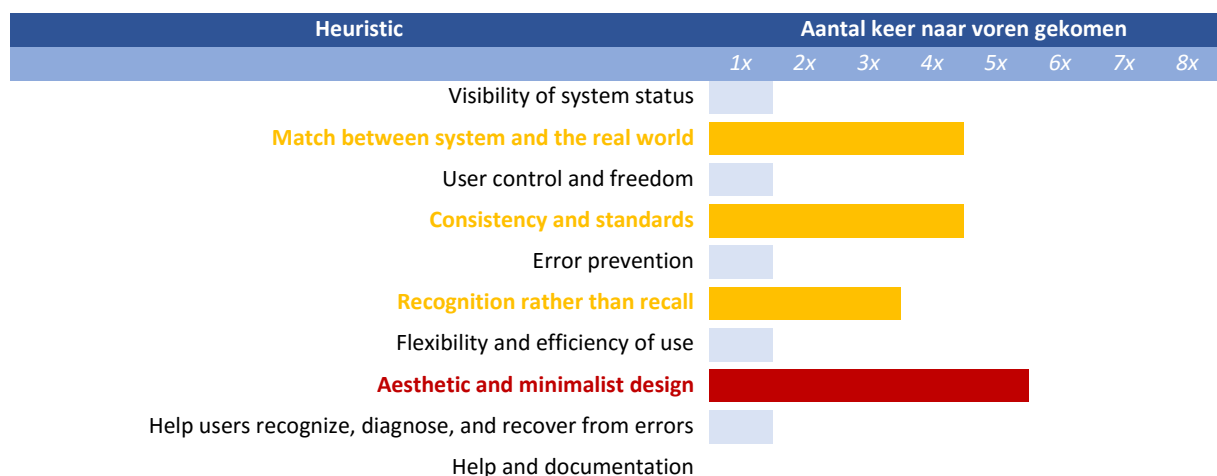 Heuristic Aantal keer naar voren gekomen
1x 2x 3x 4x 5x 6x 7x 8x
Visibility of system status
Match between system and the real world
User control and freedom
Consistency and standards
Error prevention
Recognition rather than recall
Flexibility and efficiency of use
Aesthetic and minimalist design
Help users recognize, diagnose, and recover from errors
Help and documentation